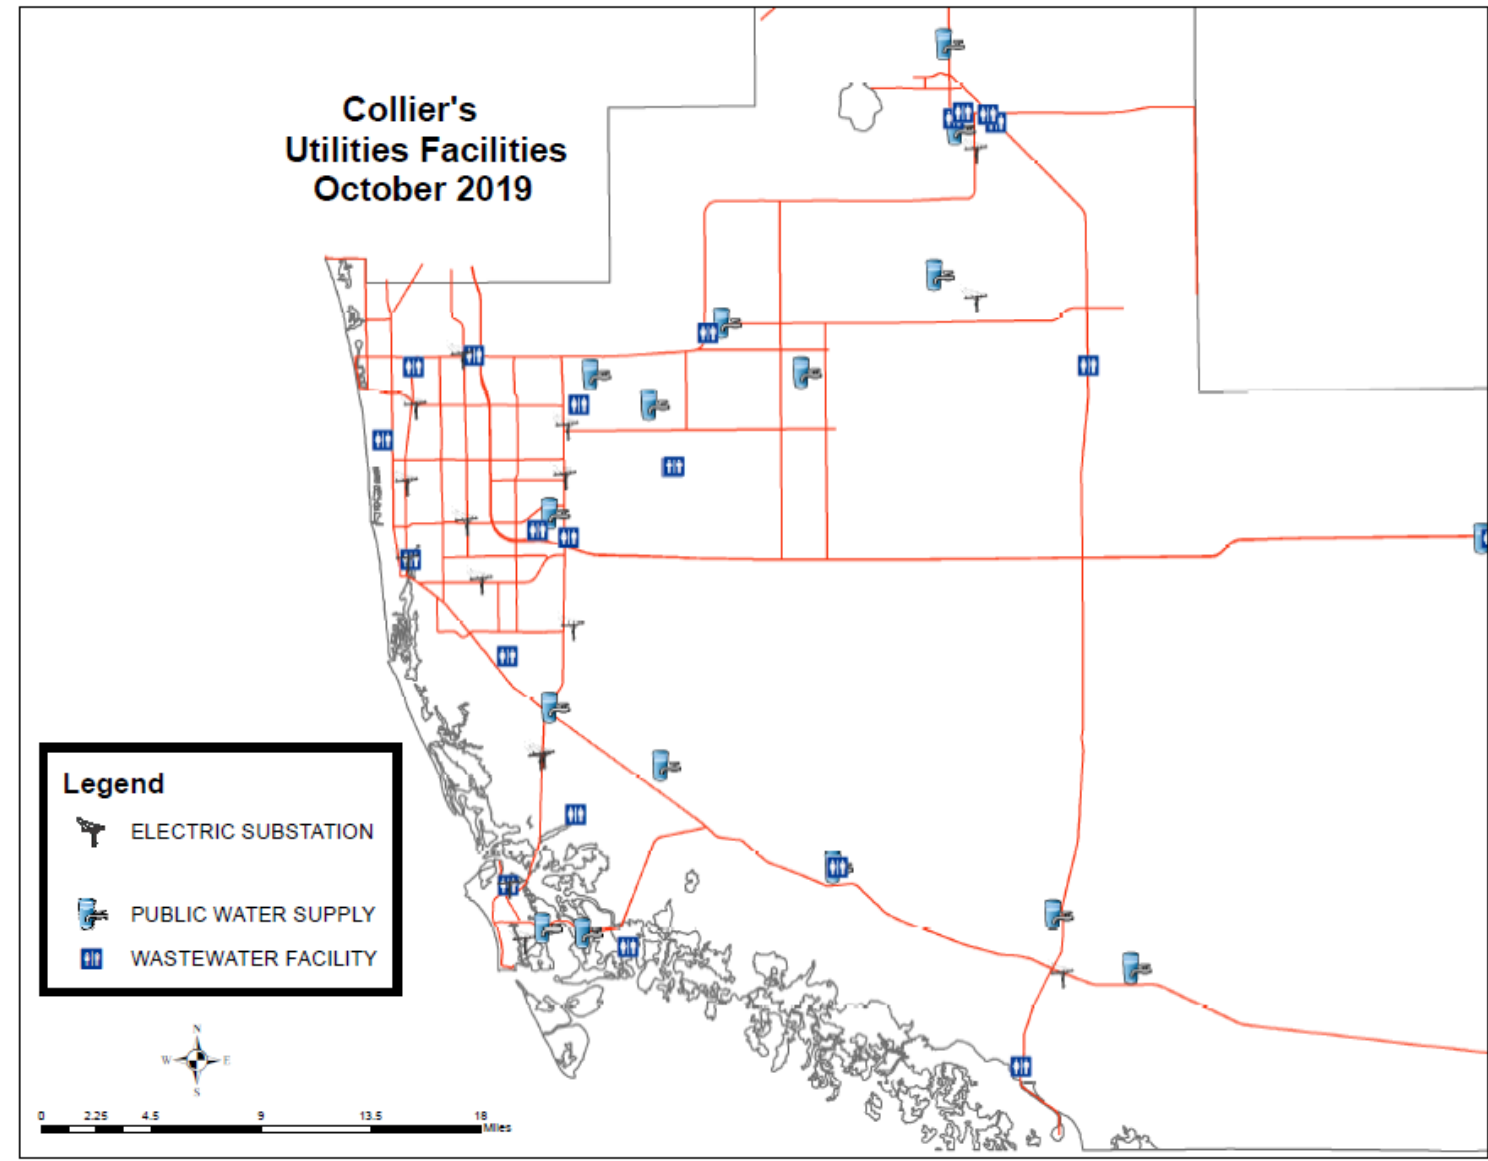 Collier's
Utilities Facilities
October 2019
Legend
ELECTRIC SUBSTATION
PUBLIC WATER SUPPLY
WASTEWATER FACILITY
N
W E
S
0 2.25 4.5 9 13.5 18
Miles